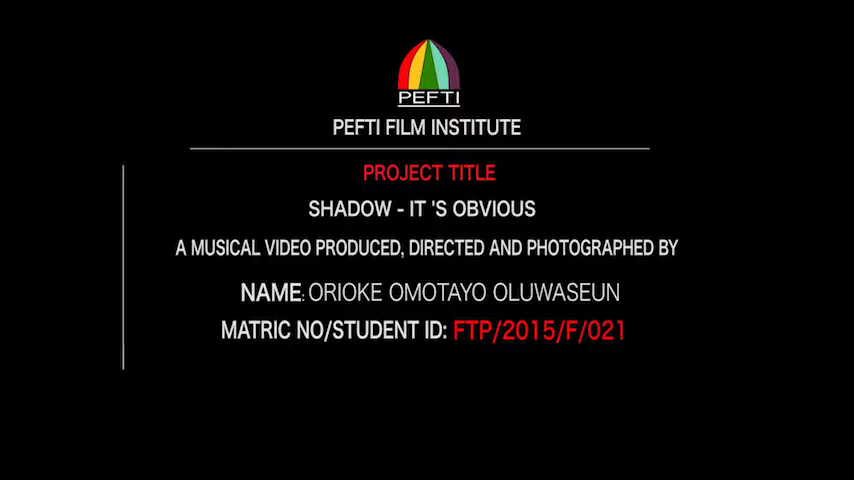 PEFTI
PEFTI FILM INSTITUTE
PROJECT TITLE
SHADOW - IT 'S OBVIOUS
A MUSICAL VIDEO PRODUCED, DIRECTED AND PHOTOGRAPHED BY
NAME: ORIOKE OMOTAYO OLUWASEUN
MATRIC NO/STUDENT ID: FTP/2015/F/021